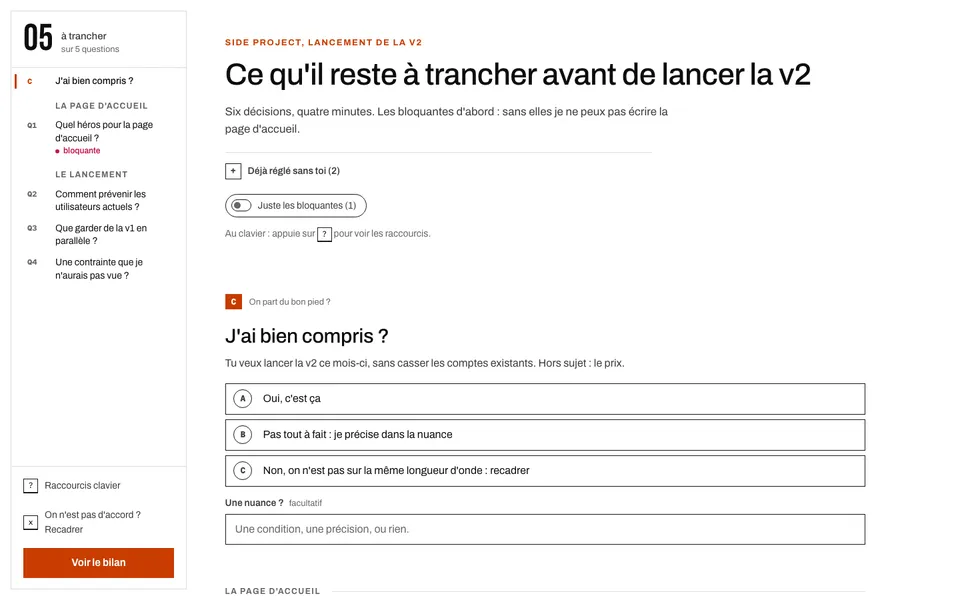 05
à trancher
sur 5 questions
C J'ai bien compris ?
LA PAGE D'ACCUEIL
Q1 Quel héros pour la page
d'accueil ?
bloquante
LE LANCEMENT
Q2 Comment prévenir les
utilisateurs actuels ?
Q3 Que garder de la v1 en
parallèle ?
Q4 Une contrainte que je
n'aurais pas vue ?
? Raccourcis clavier
x On n'est pas d'accord ?
Recadrer
Voir le bilan
SIDE PROJECT, LANCEMENT DE LA V2
Ce qu'il reste à trancher avant de lancer la v2
Six décisions, quatre minutes. Les bloquantes d'abord : sans elles je ne peux pas écrire la
page d'accueil.
+ Déjà réglé sans toi (2)
Juste les bloquantes (1)
Au clavier : appuie sur ? pour voir les raccourcis.
C On part du bon pied ?
J'ai bien compris ?
Tu veux lancer la v2 ce mois-ci, sans casser les comptes existants. Hors sujet : le prix.
A Oui, c'est ça
B Pas tout à fait : je précise dans la nuance
C Non, on n'est pas sur la même longueur d'onde : recadrer
Une nuance ? facultatif
Une condition, une précision, ou rien.
LA PAGE D'ACCUEIL